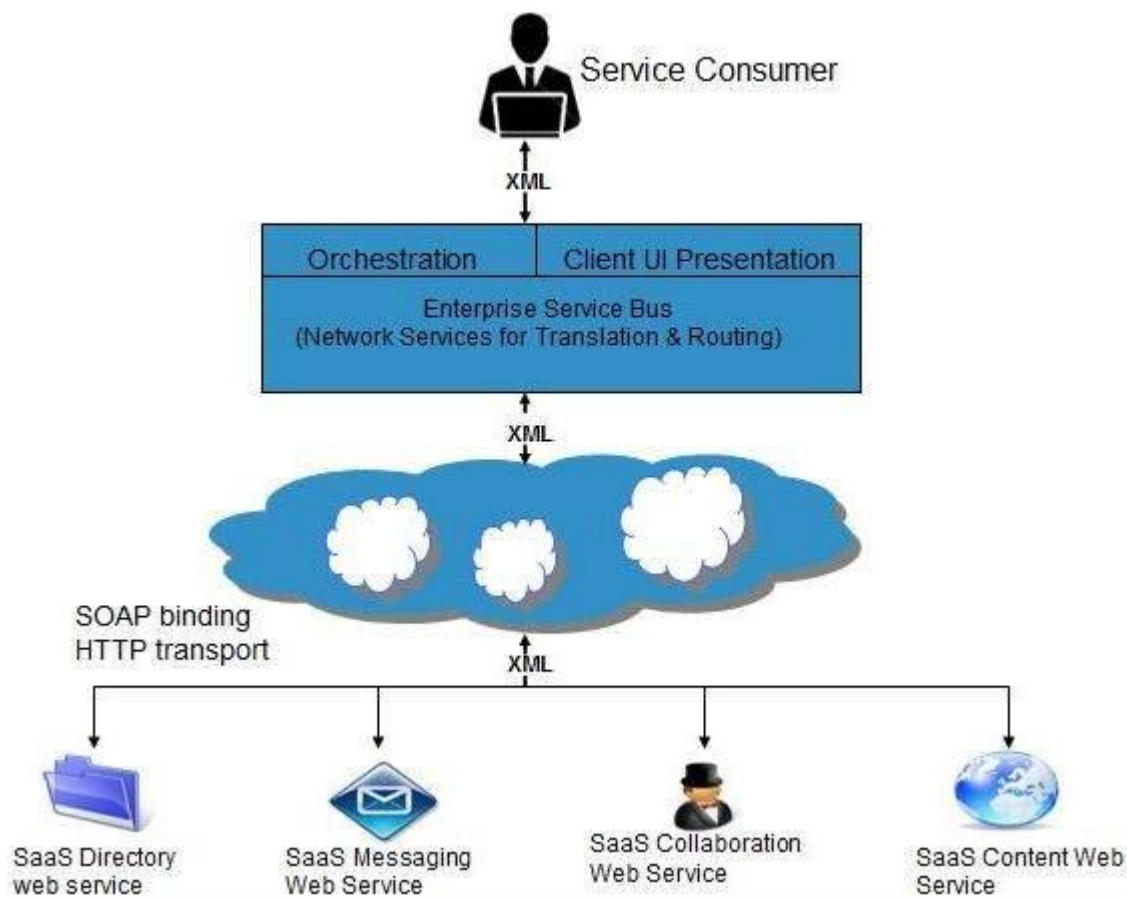 Service Consumer
XML
Orchestration
Client UI Presentation
Enterprise Service Bus
(Network Services for Translation & Routing)
XML
SOAP binding
HTTP transport
XML
SaaS Directory
web service
SaaS Messaging
Web Service
SaaS Collaboration
Web Service
SaaS Content Web
Service